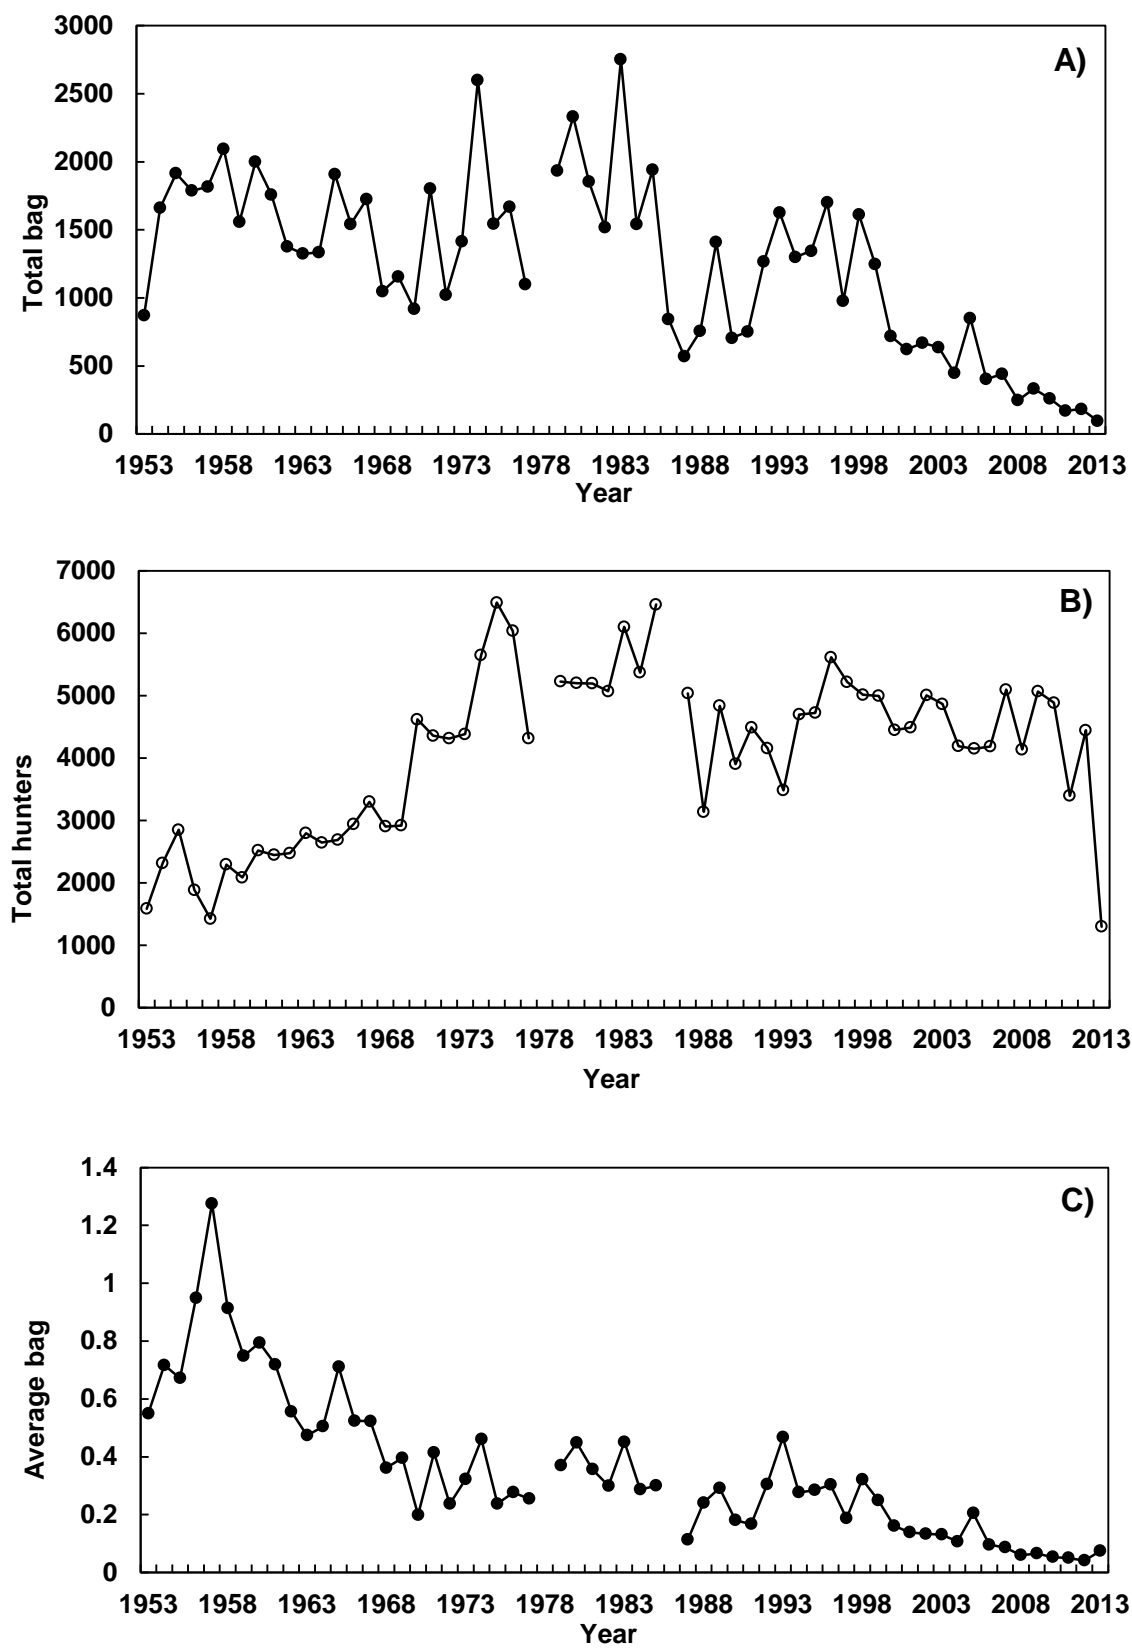 A)
Total bag
3000
2500
2000
1500
1000
500
0
1953 1958 1963 1968 1973 1978 1983 1988 1993 1998 2003 2008 2013
Year
B)
Total hunters
7000
6000
5000
4000
3000
2000
1000
0
1953 1958 1963 1968 1973 1978 1983 1988 1993 1998 2003 2008 2013
Year
C)
Average bag
1.4
1.2
1
0.8
0.6
0.4
0.2
0
1953 1958 1963 1968 1973 1978 1983 1988 1993 1998 2003 2008 2013
Year